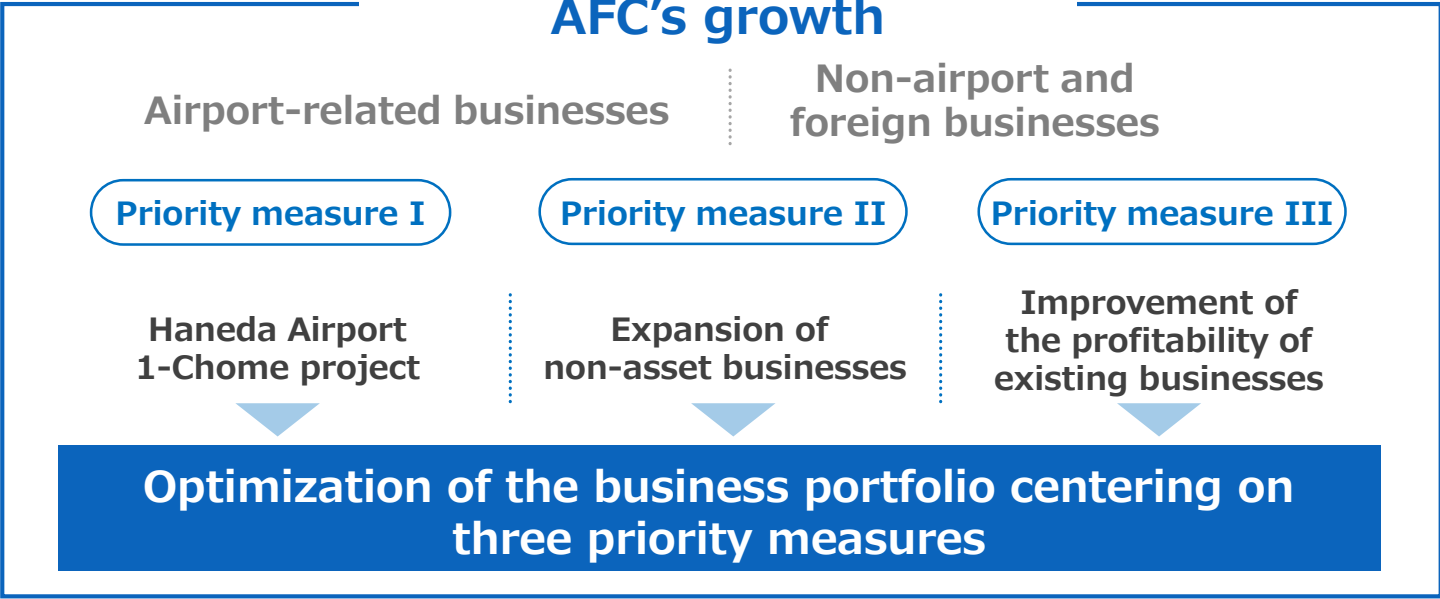 AFC’s growth
Airport-related businesses
Non-airport and
foreign businesses
Priority measure I
Priority measure II
Priority measure III
Haneda Airport
1-Chome project
Expansion of
non-asset businesses
Improvement of
the profitability of
existing businesses
Optimization of the business portfolio centering on
three priority measures